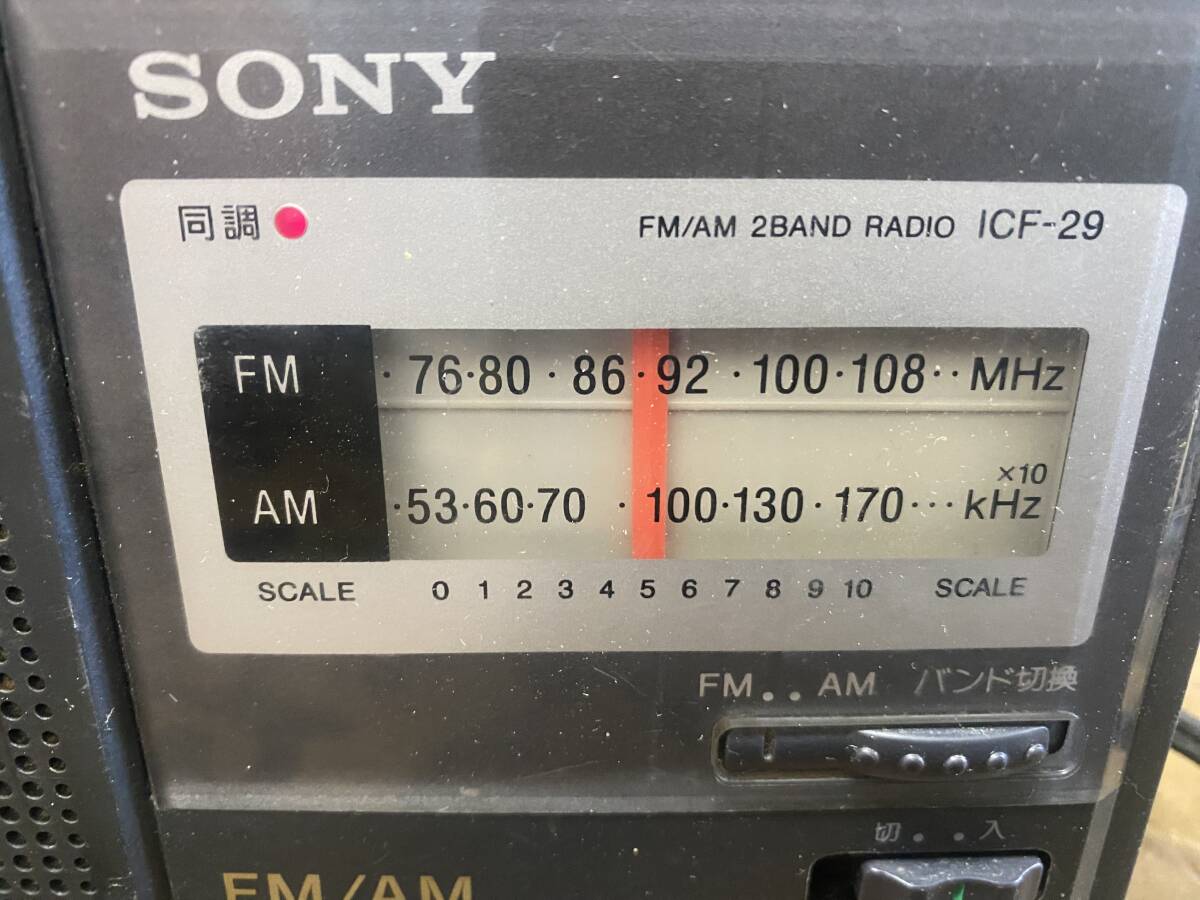 SONY
同調 FM/AM 2BAND RADIO ICF-29
FM ·76·80 · 86·92 ·100·108·· MHz
×10
AM ·53·60·70 ·100·130 ·170··· kHz
SCALE 0 1 2 3 4 5 6 7 8 9 10 SCALE
FM..AM バンド切換
切..入
FM/AM